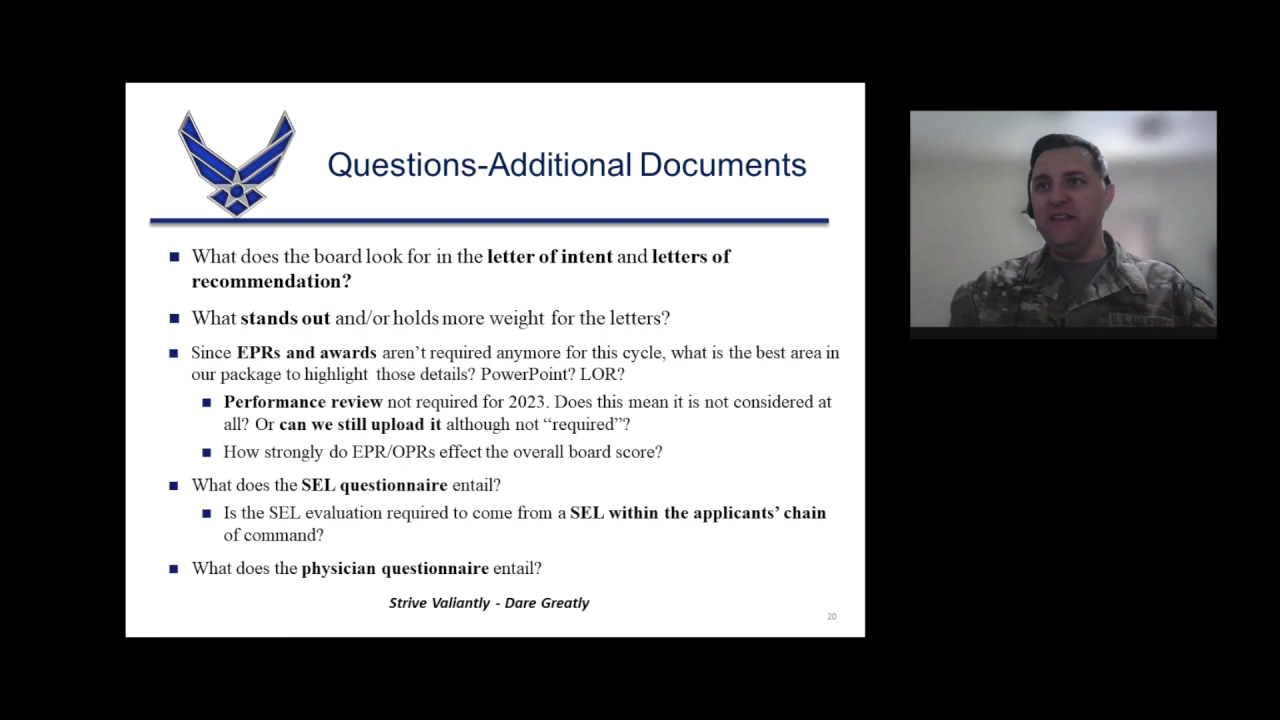 Questions-Additional Documents
What does the board look for in the letter of intent and letters of
recommendation?
What stands out and/or holds more weight for the letters?
Since EPRs and awards aren't required anymore for this cycle, what is the best area in
our package to highlight those details? PowerPoint? LOR?
Performance review not required for 2023. Does this mean it is not considered at
all? Or can we still upload it although not “required”?
How strongly do EPR/OPRs effect the overall board score?
What does the SEL questionnaire entail?
Is the SEL evaluation required to come from a SEL within the applicants’ chain
of command?
What does the physician questionnaire entail?
Strive Valiantly - Dare Greatly
20